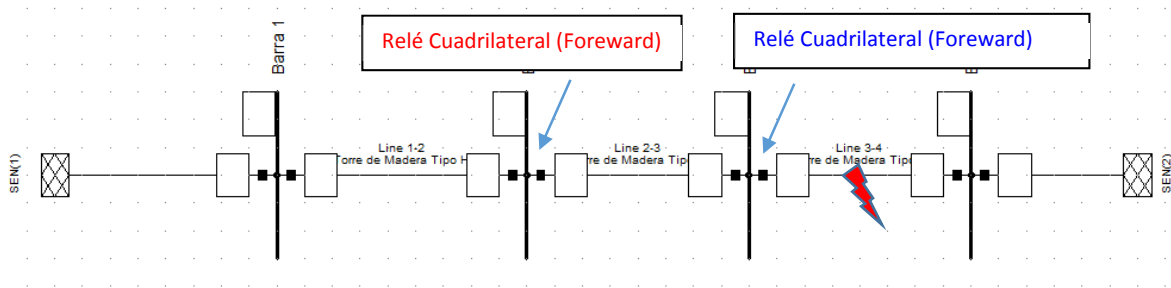 Relé Cuadrilateral (Foreward)
Relé Cuadrilateral (Foreward)
Barra 1
Line 1-2
Torre de Madera Tipo H
Line 2-3
re de Madera Tipo
Line 3-4
re de Madera Tipo
SEN(1)
SEN(2)